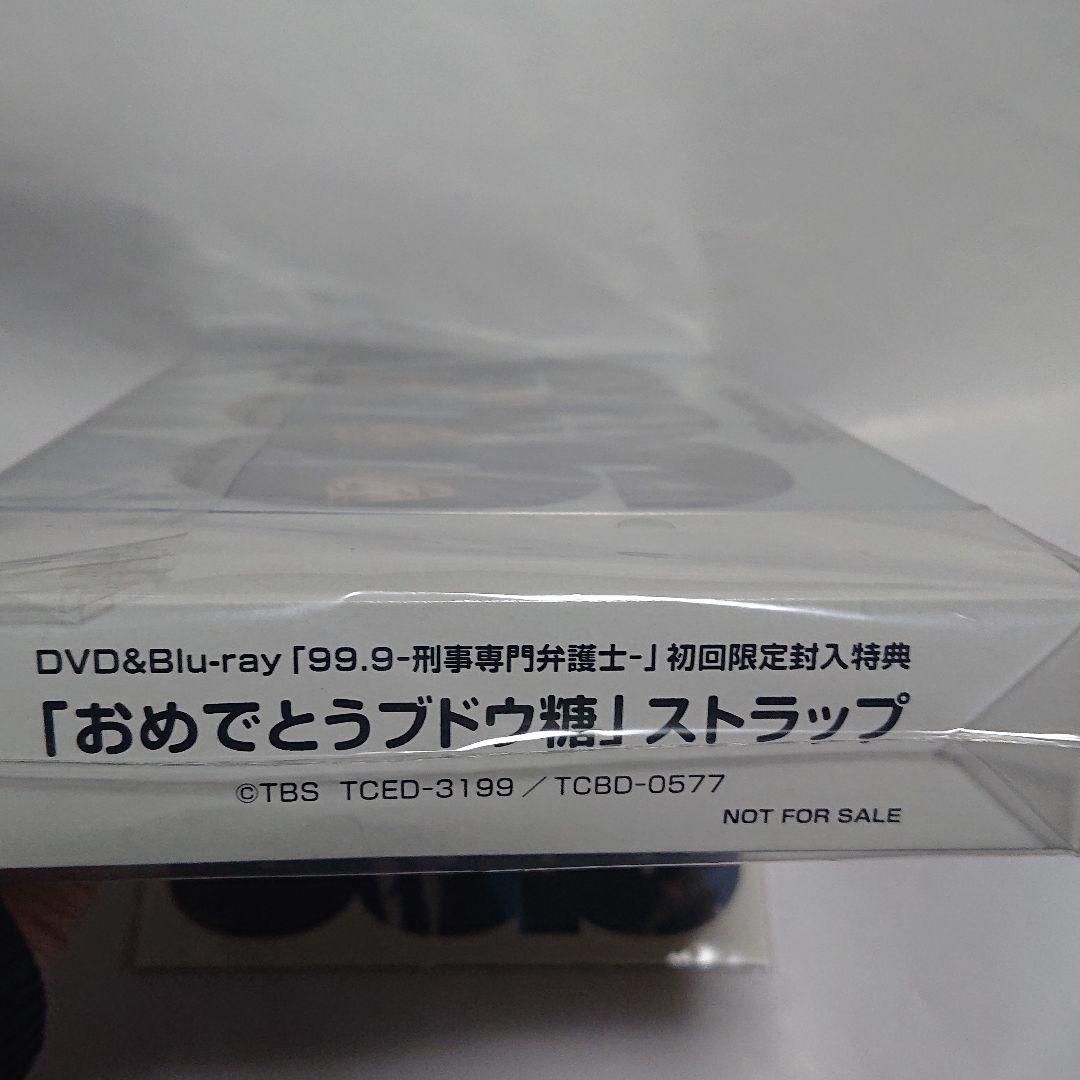 DVD&Blu-ray「99.9-刑事専門弁護士-」初回限定封入特典
「おめでとうブドウ糖」ストラップ
©TBS TCED-3199／TCBD-0577
NOT FOR SALE